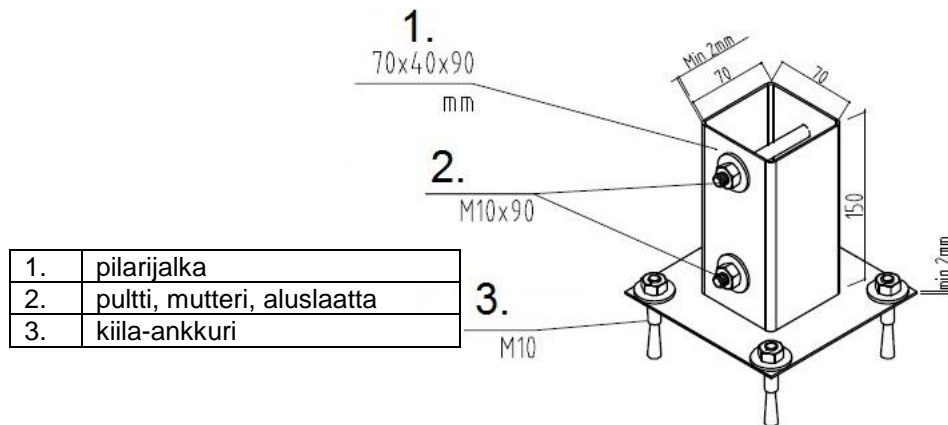 1.
70x40x90
mm
2.
M10x90
3.
M10
Min 2mm
70
70
150
min 2mm
1. pilarijalka
2. pultti, mutteri, aluslaatta
3. kiila-ankkuri